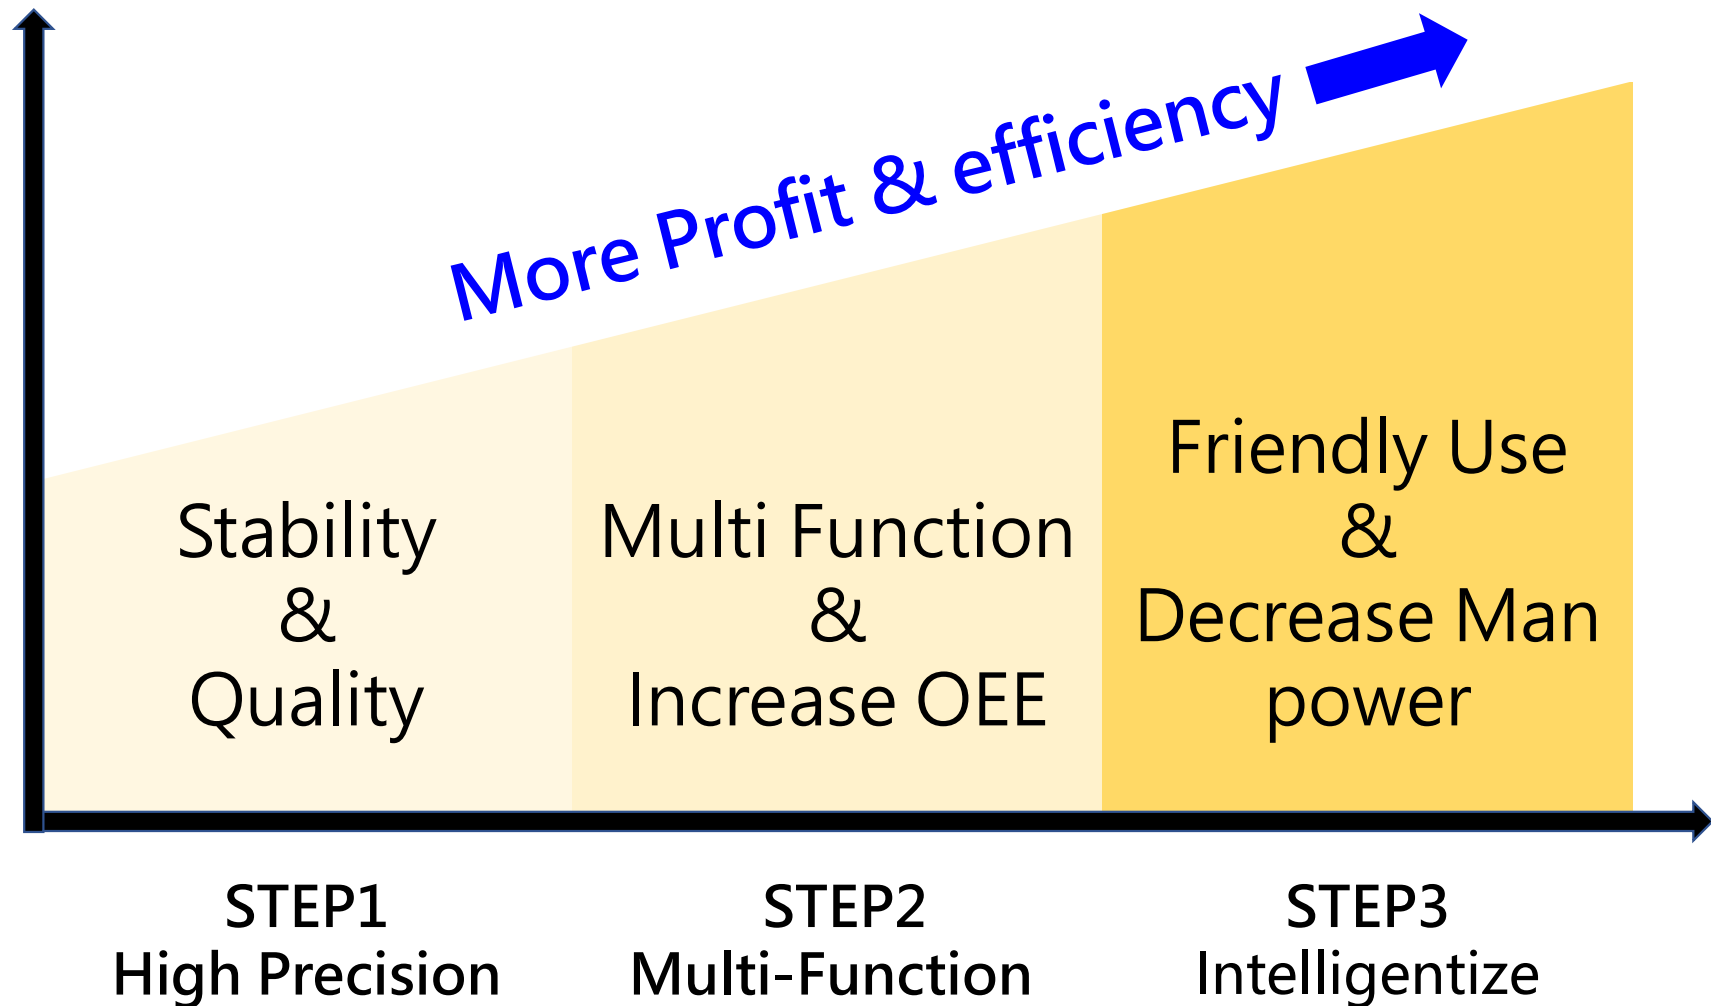 More Profit & efficiency
Stability
&
Quality
Multi Function
&
Increase OEE
Friendly Use
&
Decrease Man
power
STEP1
High Precision
STEP2
Multi-Function
STEP3
Intelligentize